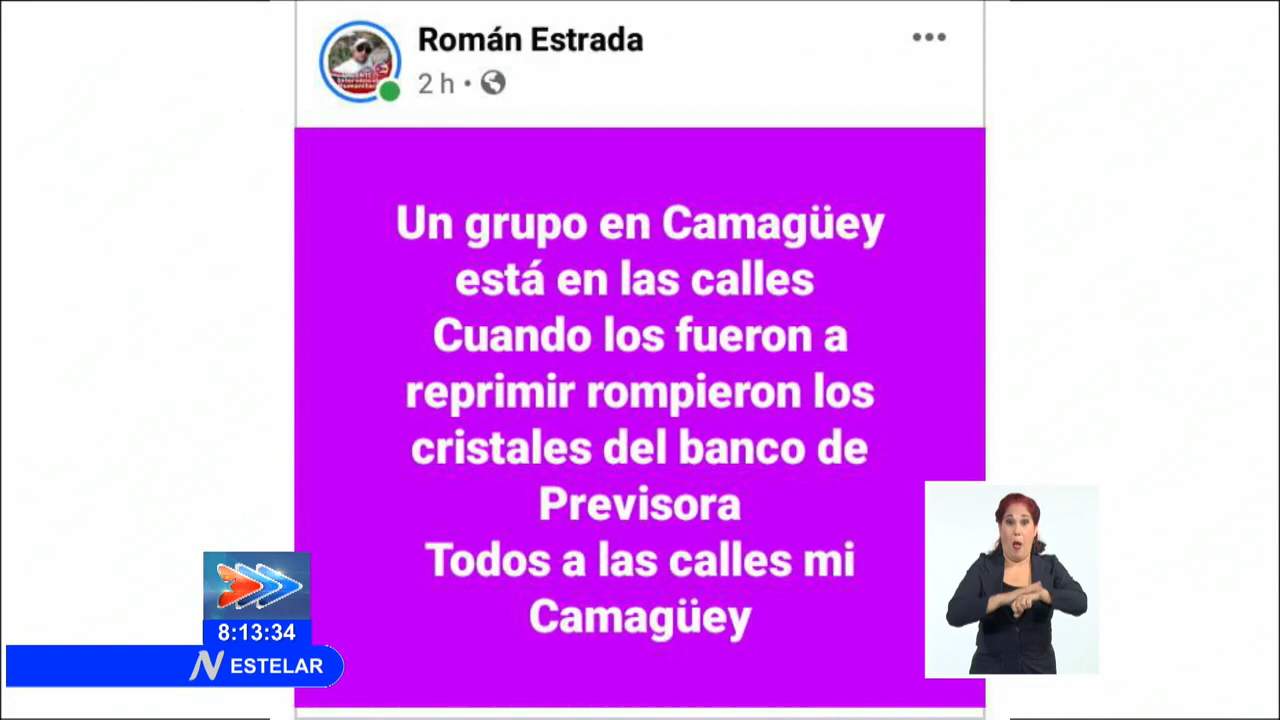 Román Estrada
2 h
Un grupo en Camagüey
está en las calles
Cuando los fueron a
reprimir rompieron los
cristales del banco de
Previsora
Todos a las calles mi
Camagüey
8:13:34
N ESTELAR